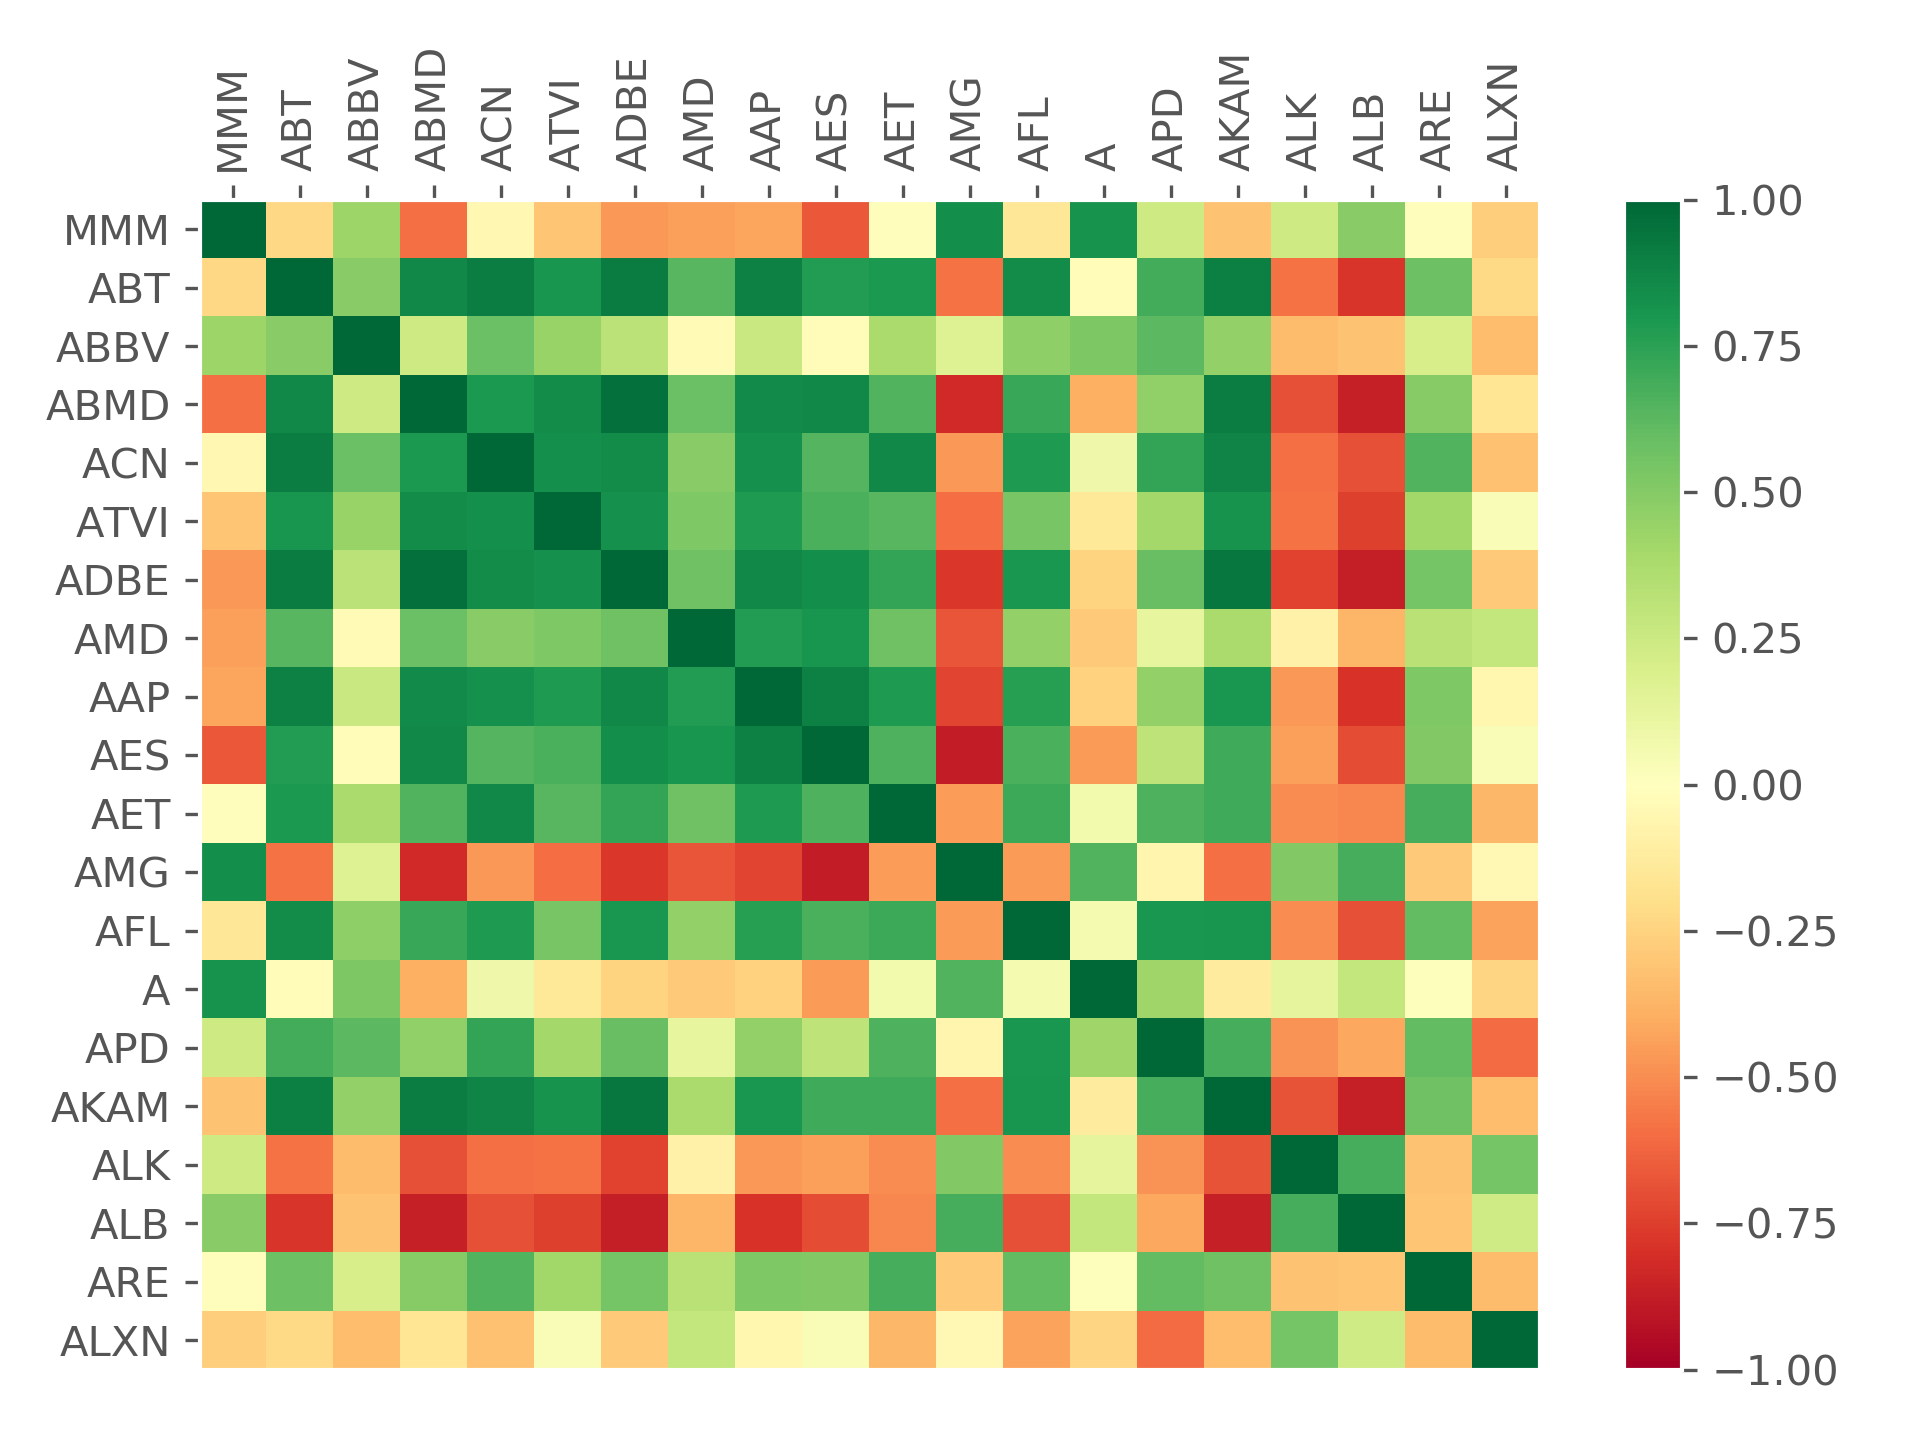 MMM
ABT
ABBV
ABMD
ACN
ATVI
ADBE
AMD
AAP
AES
AET
AMG
AFL
A
APD
AKAM
ALK
ALB
ARE
ALXN
MMM
ABT
ABBV
ABMD
ACN
ATVI
ADBE
AMD
AAP
AES
AET
AMG
AFL
A
APD
AKAM
ALK
ALB
ARE
ALXN
1.00
0.75
0.50
0.25
0.00
−0.25
−0.50
−0.75
−1.00